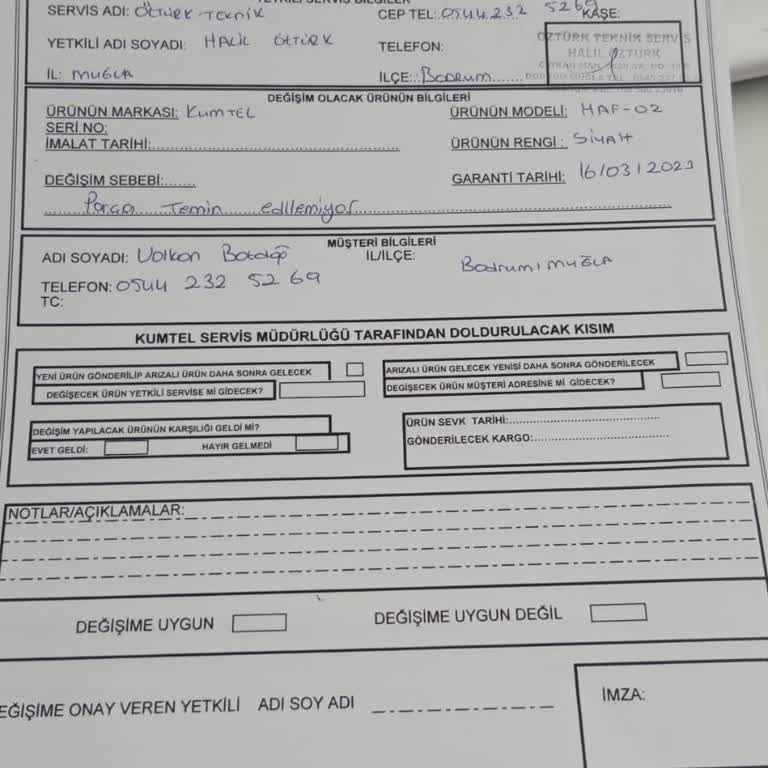 SERVİS ADI: ÖZTÜRK TEKNİK CEP TEL: 0544 232 5269 KAŞE:
YETKİLİ ADI SOYADI: HALİL ÖZTÜRK TELEFON:
ÖZTÜRK TEKNİK SERVİS
HALİL ÖZTÜRK
İL: MUĞLA İLÇE: Bodrum
DEĞİŞİM OLACAK ÜRÜNÜN BİLGİLERİ
ÜRÜNÜN MARKASI: KUMTEL ÜRÜNÜN MODELİ: HAF-02
SERİ NO:
İMALAT TARİHİ: ÜRÜNÜN RENGİ: SİYAH
DEĞİŞİM SEBEBİ:....... GARANTİ TARİHİ: 16/03/2023
Parça Temin edilemiyor
MÜŞTERİ BİLGİLERİ
ADI SOYADI: Volkan İL/İLÇE: Bodrum/MUĞLA
TELEFON: 0544 232 52 69
TC:
KUMTEL SERVİS MÜDÜRLÜĞÜ TARAFINDAN DOLDURULACAK KISIM
YENİ ÜRÜN GÖNDERİLİP ARIZALI ÜRÜN DAHA SONRA GELECEK ARIZALI ÜRÜN GELECEK YENİSİ DAHA SONRA GÖNDERİLECEK
DEĞİŞECEK ÜRÜN YETKİLİ SERVİSE Mİ GİDECEK? DEGİŞECEK ÜRÜN MÜŞTERİ ADRESİNE Mİ GİDECEK?
DEĞİŞİM YAPILACAK ÜRÜNÜN KARŞILIĞI GELDİ Mİ? ÜRÜN SEVK TARİHİ:
EVET GELDİ: HAYIR GELMEDİ GÖNDERİLECEK KARGO:
NOTLAR/AÇIKLAMALAR:
DEĞİŞİME UYGUN DEĞİŞİME UYGUN DEĞİL
EĞİŞİME ONAY VEREN YETKİLİ ADI SOY ADI İMZA: